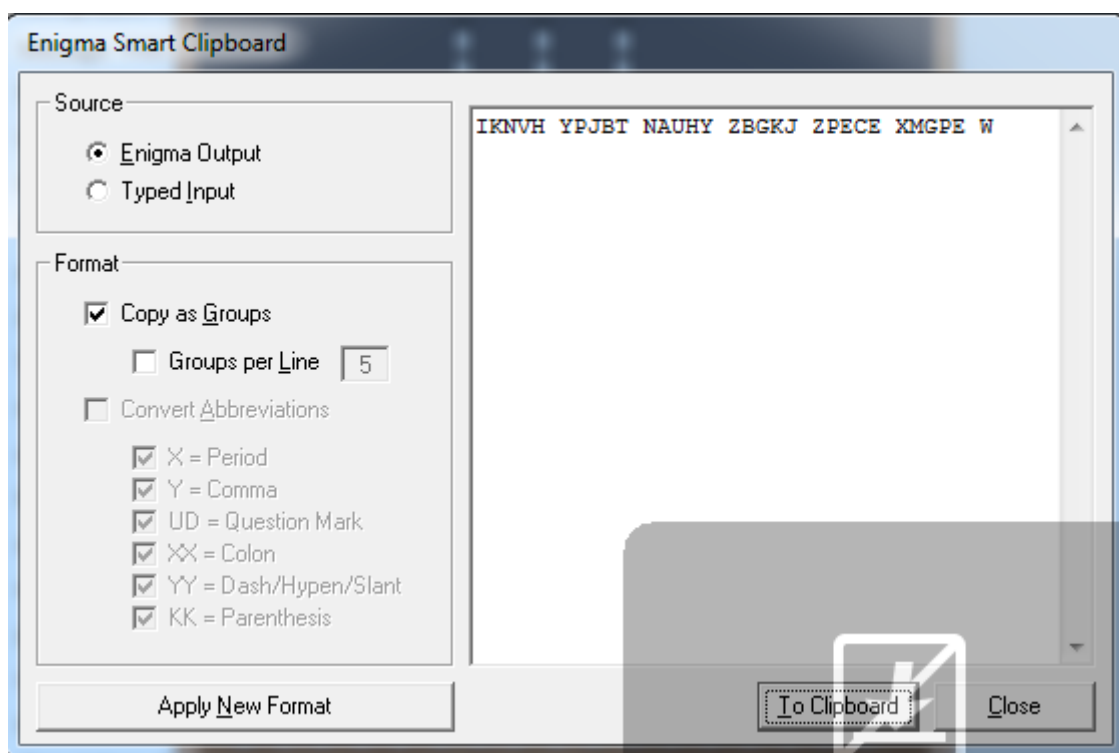 Enigma Smart Clipboard
Source
Enigma Output
Typed Input
Format
Copy as Groups
Groups per Line 5
Convert Abbreviations
X = Period
Y = Comma
UD = Question Mark
XX = Colon
YY = Dash/Hypen/Slant
KK = Parenthesis
Apply New Format
IKNVH YPJBT NAUHY ZBGKJ ZPECE XMGPE W
To Clipboard
Close